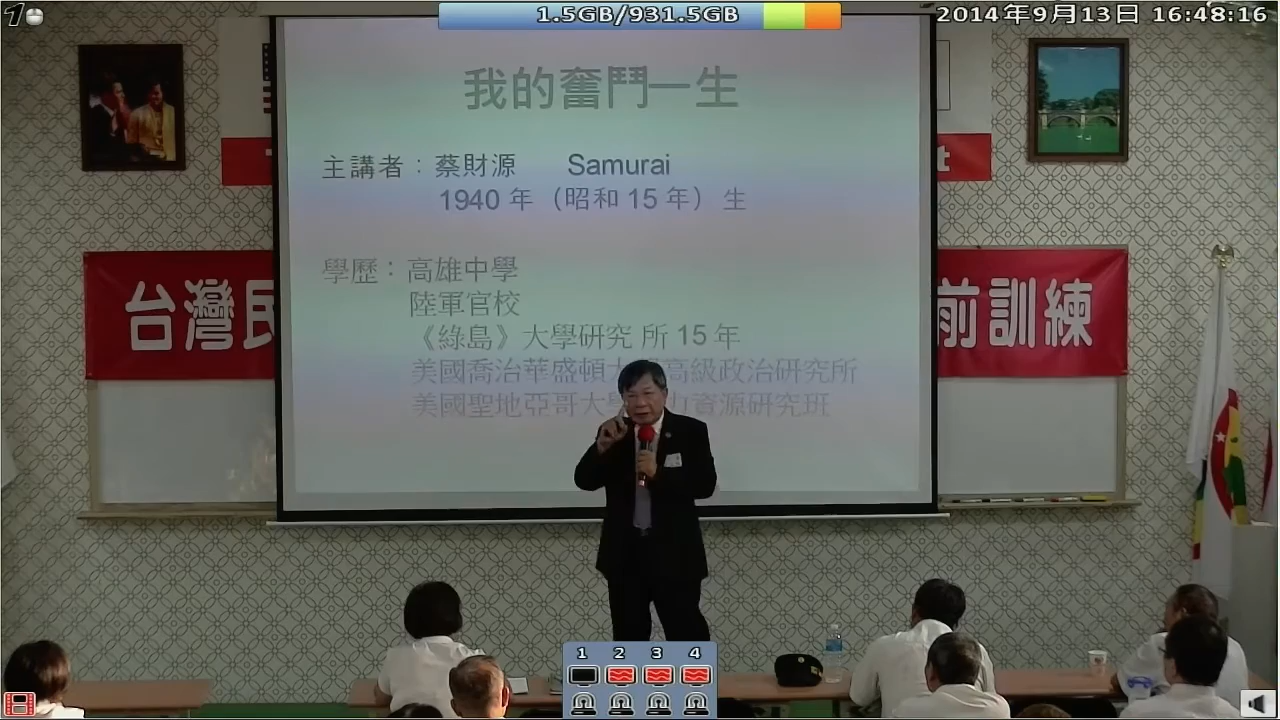 1
1.5GB/931.5GB
2014年9月13日 16:48:16
我的奮鬥一生
主講者：蔡財源 Samurai
1940 年（昭和 15 年）生
t
台灣民
前訓練
學歷：高雄中學
陸軍官校
《綠島》大學研究 所 15 年
美國喬治華盛頓大 高級政治研究所
美國聖地亞哥大 力資源研究班
1 2 3 4